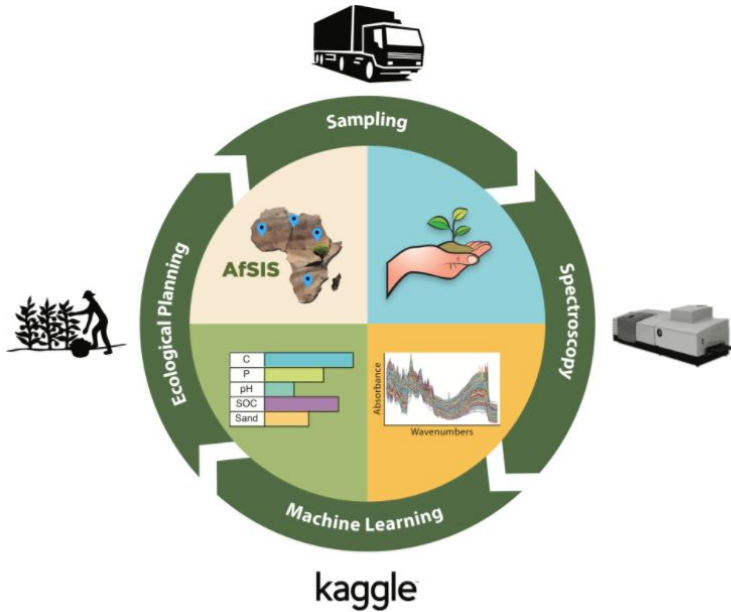 Sampling
Spectroscopy
Machine Learning
Ecological Planning
AfSIS
C
P
pH
SOC
Sand
Absorbance
Wavenumbers
kaggle